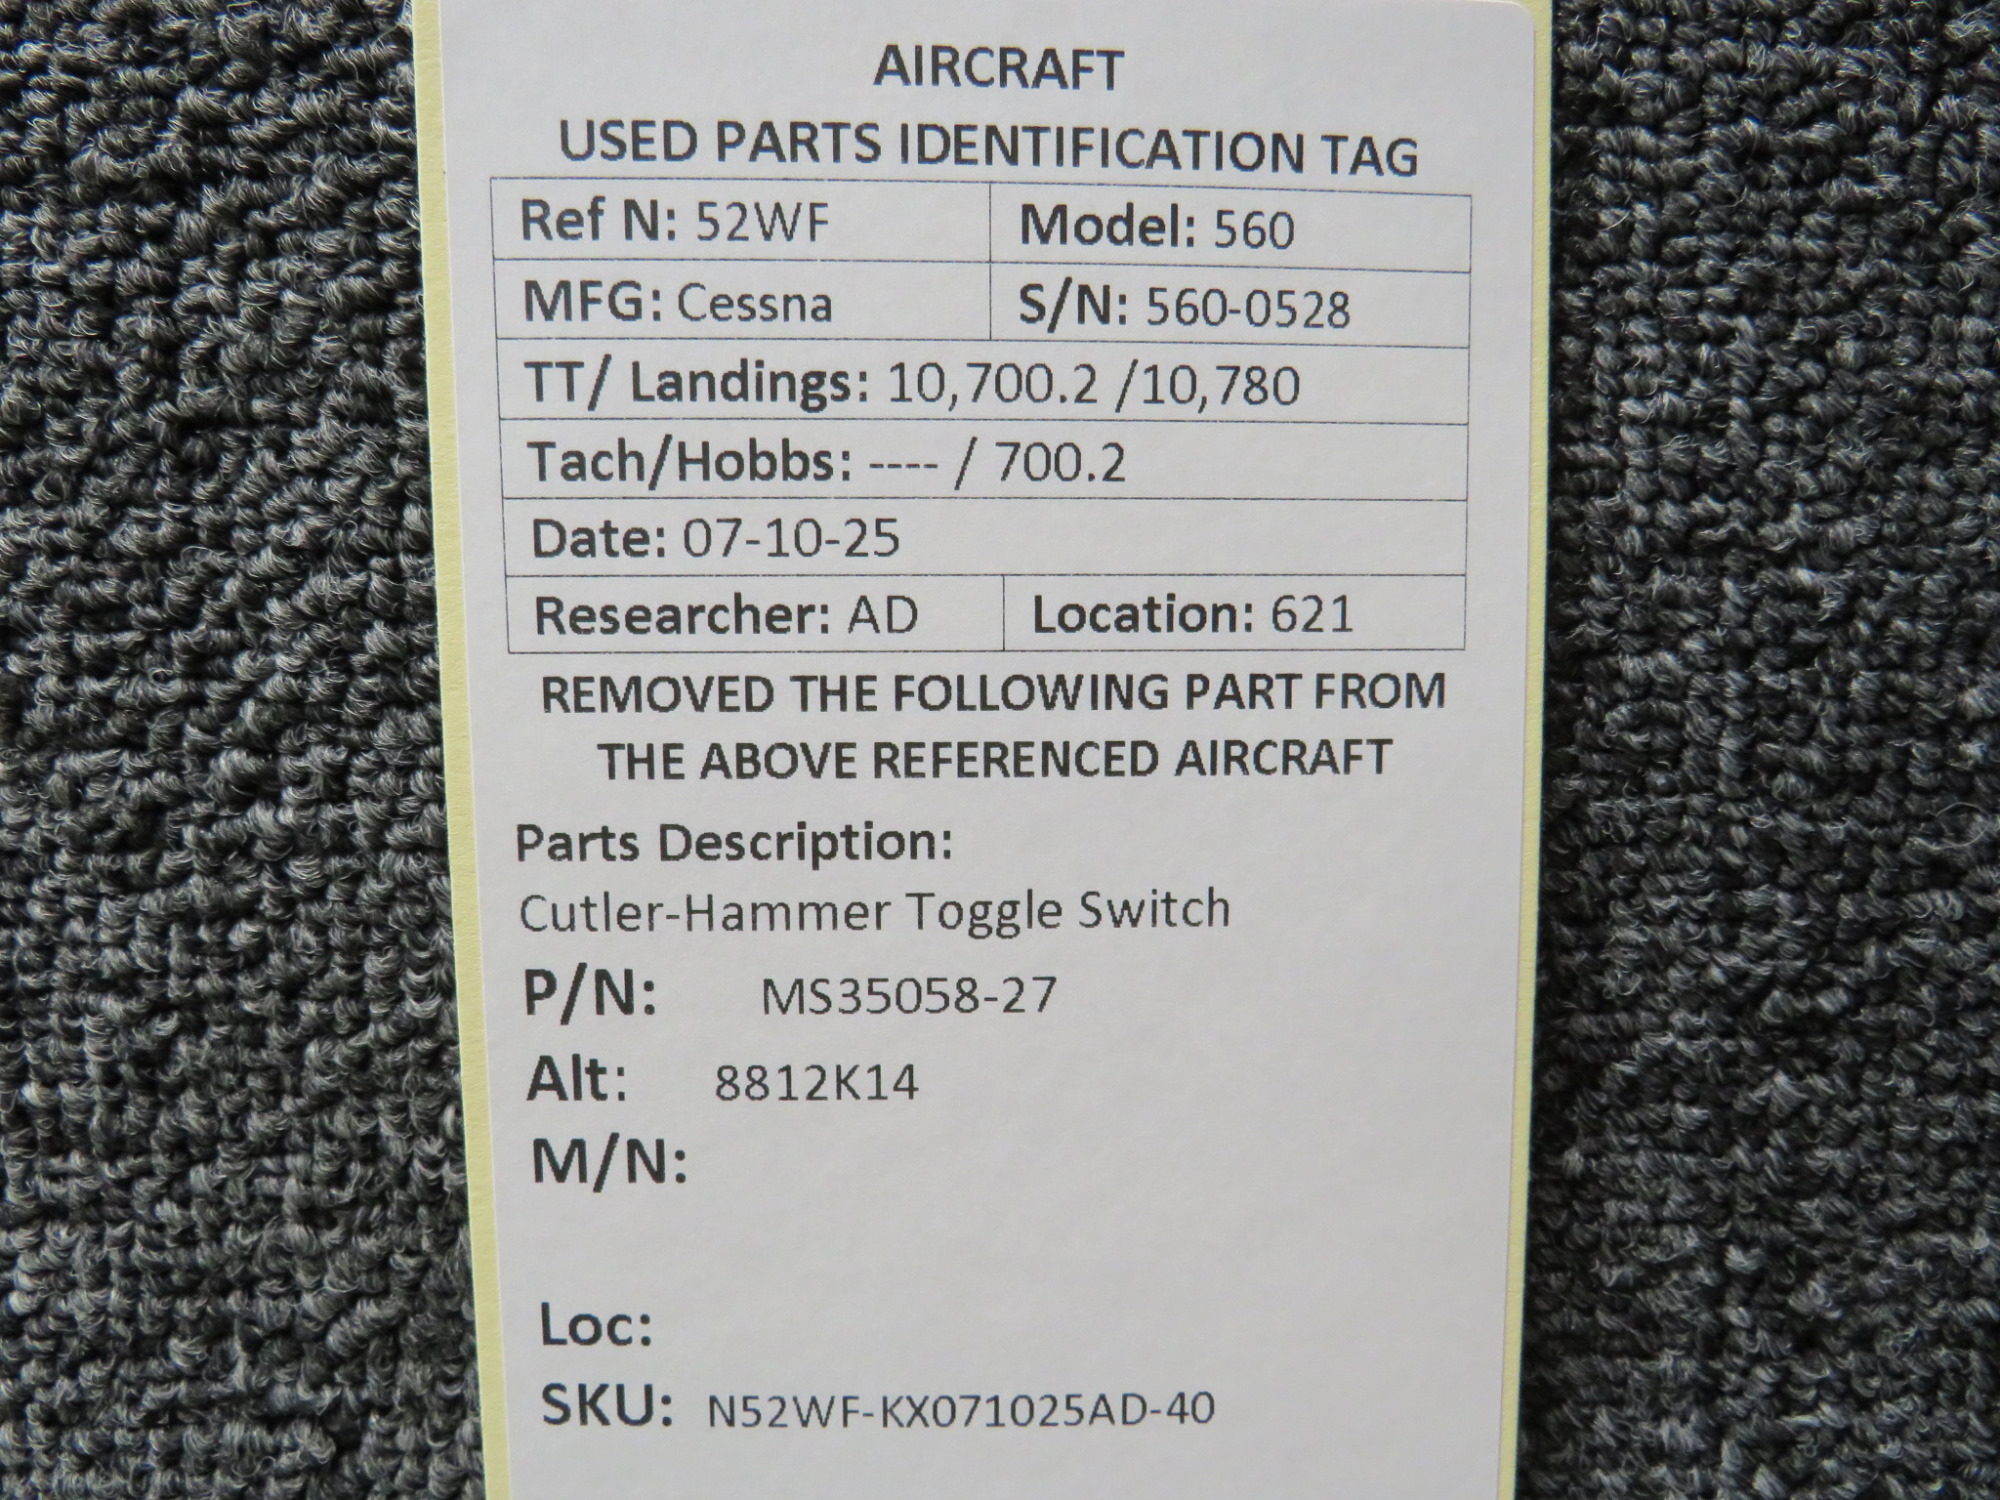 AIRCRAFT
USED PARTS IDENTIFICATION TAG
Ref N: 52WF Model: 560
MFG: Cessna S/N: 560-0528
TT/ Landings: 10,700.2 /10,780
Tach/Hobbs: ---- / 700.2
Date: 07-10-25
Researcher: AD Location: 621
REMOVED THE FOLLOWING PART FROM
THE ABOVE REFERENCED AIRCRAFT
Parts Description:
Cutler-Hammer Toggle Switch
P/N: MS35058-27
Alt: 8812K14
M/N:
Loc:
SKU: N52WF-KX071025AD-40